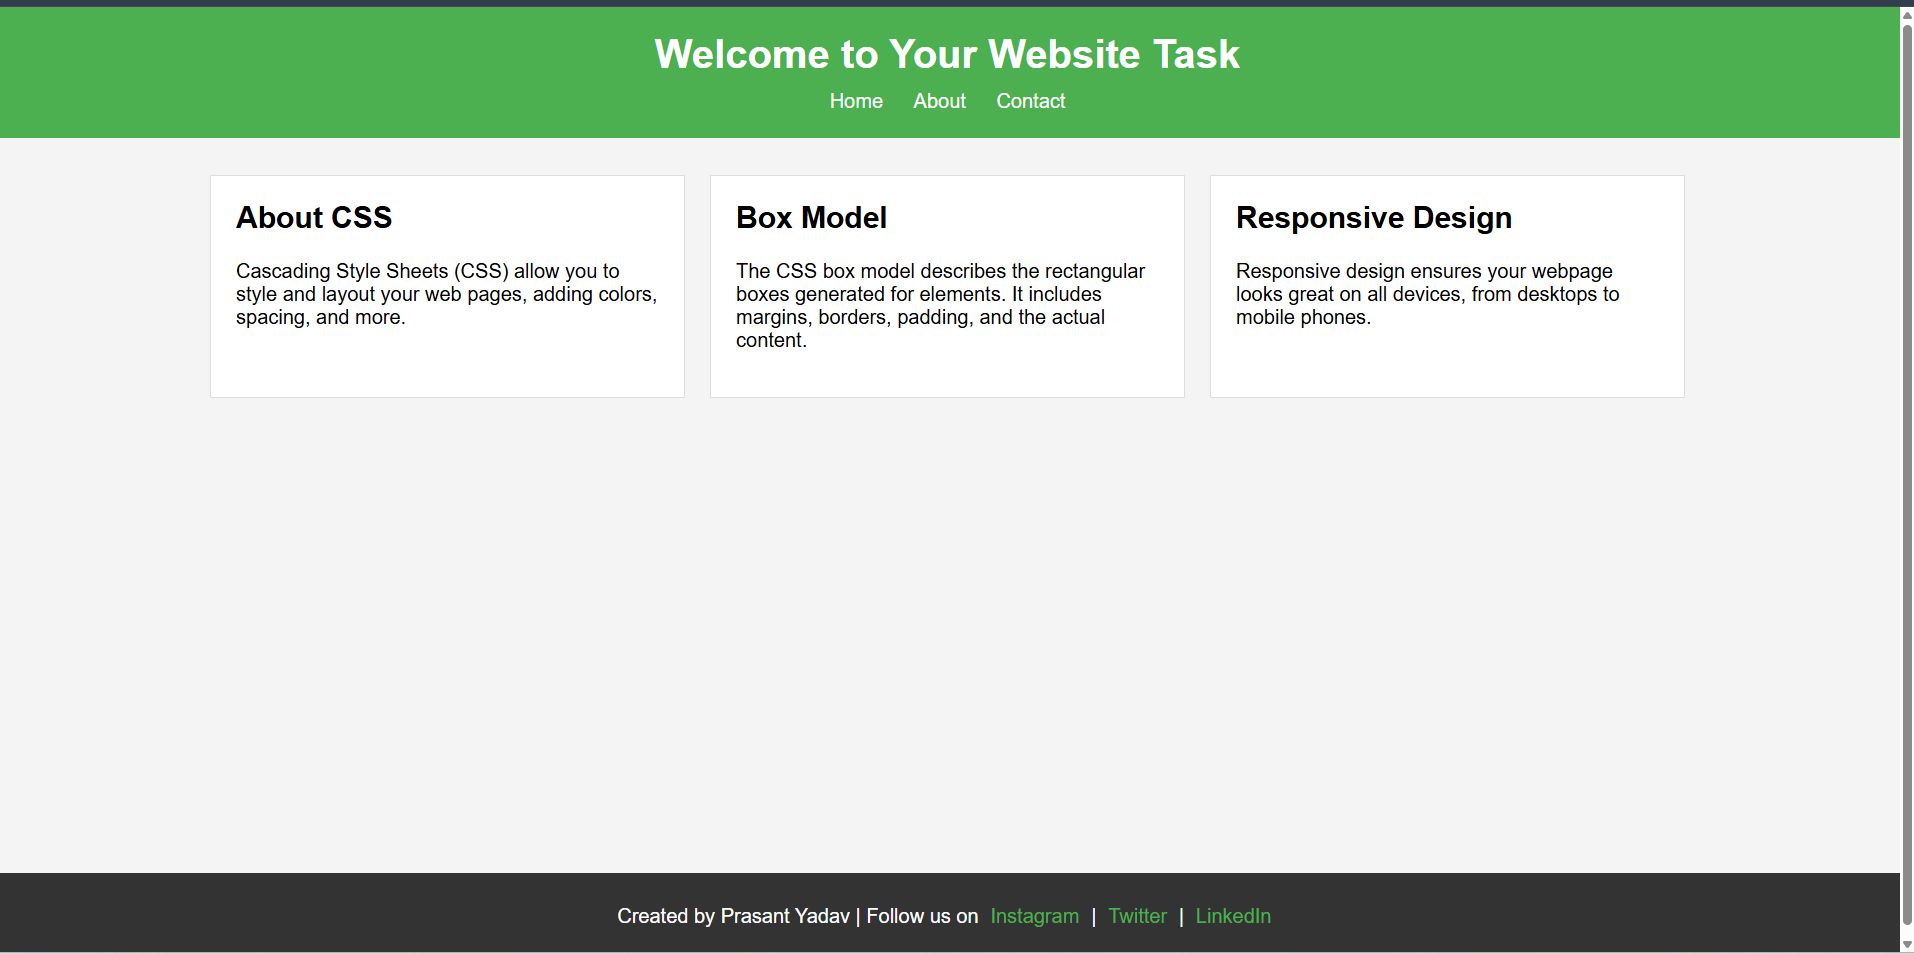 Welcome to Your Website Task
Home About Contact
About CSS
Cascading Style Sheets (CSS) allow you to
style and layout your web pages, adding colors,
spacing, and more.
Box Model
The CSS box model describes the rectangular
boxes generated for elements. It includes
margins, borders, padding, and the actual
content.
Responsive Design
Responsive design ensures your webpage
looks great on all devices, from desktops to
mobile phones.
Created by Prasant Yadav | Follow us on Instagram | Twitter | LinkedIn